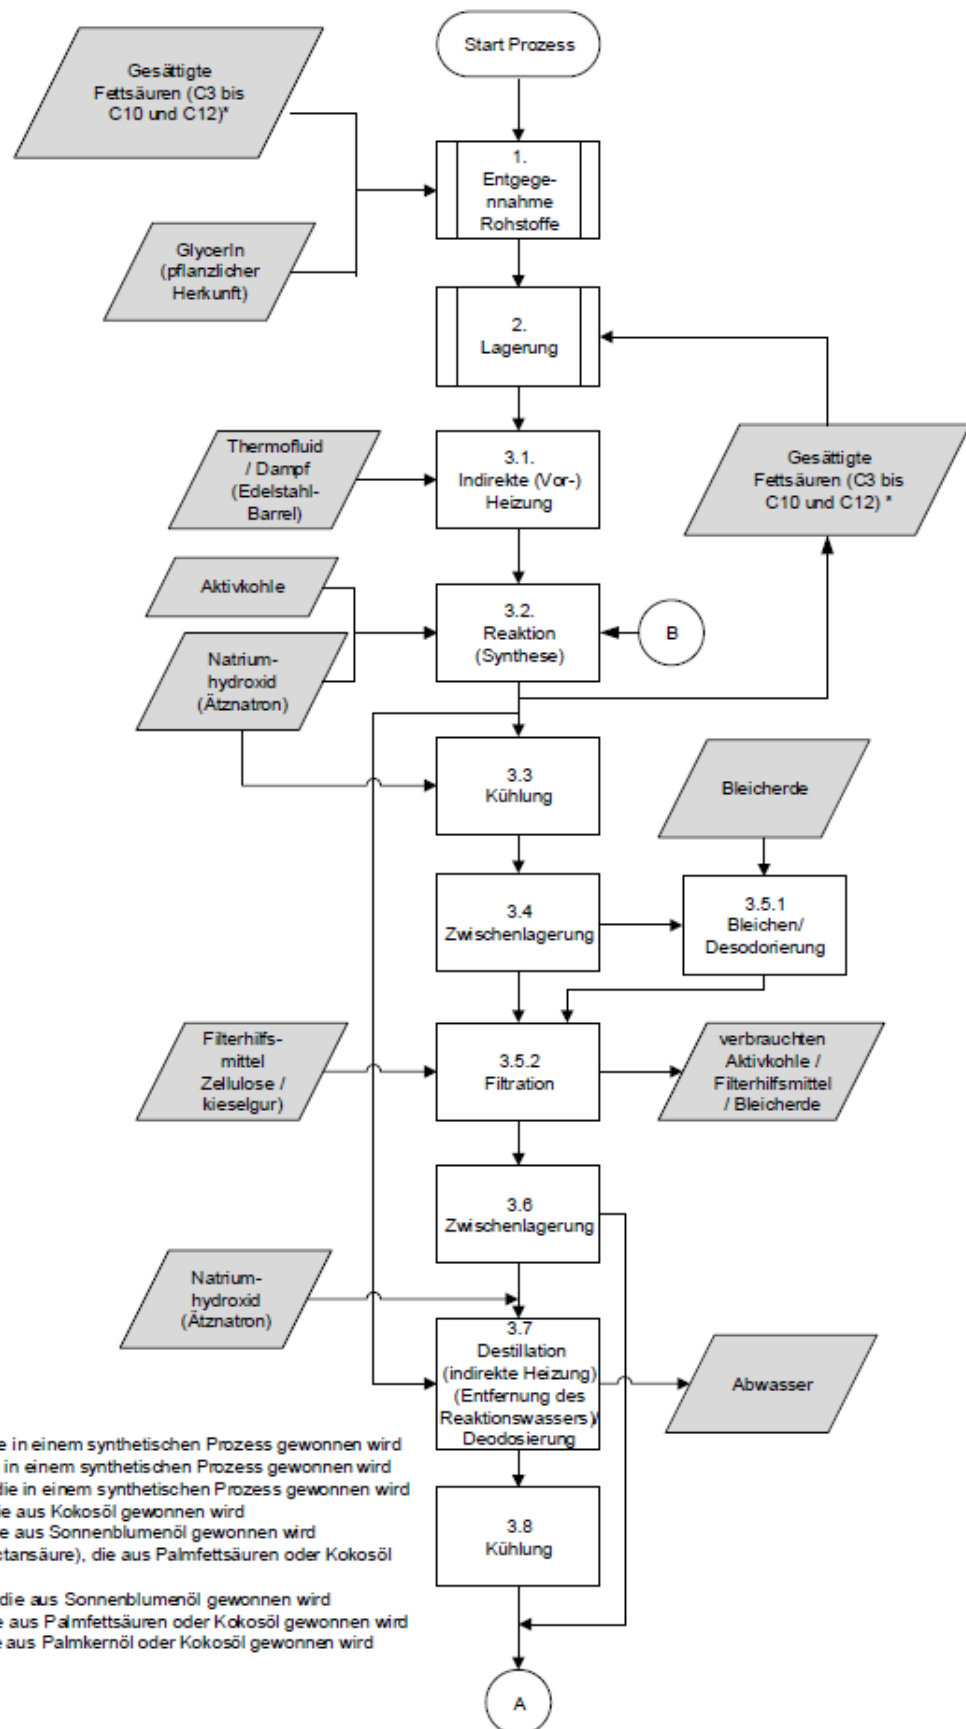 Start Prozess
Gesättigte
Fettsäuren (C3 bis
C10 und C12)*
1.
Entgege-
nnahme
Rohstoffe
Glycerin
(pflanzlicher
Herkunft)
2.
Lagerung
Thermofluid
/ Dampf
(Edelstahl-
Barrel)
3.1.
Indirekte (Vor-)
Heizung
Gesättigte
Fettsäuren (C3 bis
C10 und C12) *
Aktivkohle
3.2.
Reaktion
(Synthese)
B
Natrium-
hydroxid
(Ätznatron)
3.3
Kühlung
Bleicherde
3.4
Zwischenlagerung
3.5.1
Bleichen/
Desodorierung
Filterhilfs-
mittel
Zellulose /
kieselgur)
3.5.2
Filtration
verbrauchten
Aktivkohle /
Filterhilfsmittel
/ Bleicherde
3.6
Zwischenlagerung
Natrium-
hydroxid
(Ätznatron)
3.7
Destillation
(indirekte Heizung)
(Entfernung des
Reaktionswassers)/
Deodosierung
Abwasser
e in einem synthetischen Prozess gewonnen wird
in einem synthetischen Prozess gewonnen wird
die in einem synthetischen Prozess gewonnen wird
ie aus Kokosöl gewonnen wird
e aus Sonnenblumenöl gewonnen wird
ctansäure), die aus Palmfettsäuren oder Kokosöl
die aus Sonnenblumenöl gewonnen wird
e aus Palmfettsäuren oder Kokosöl gewonnen wird
e aus Palmkernöl oder Kokosöl gewonnen wird
3.8
Kühlung
A